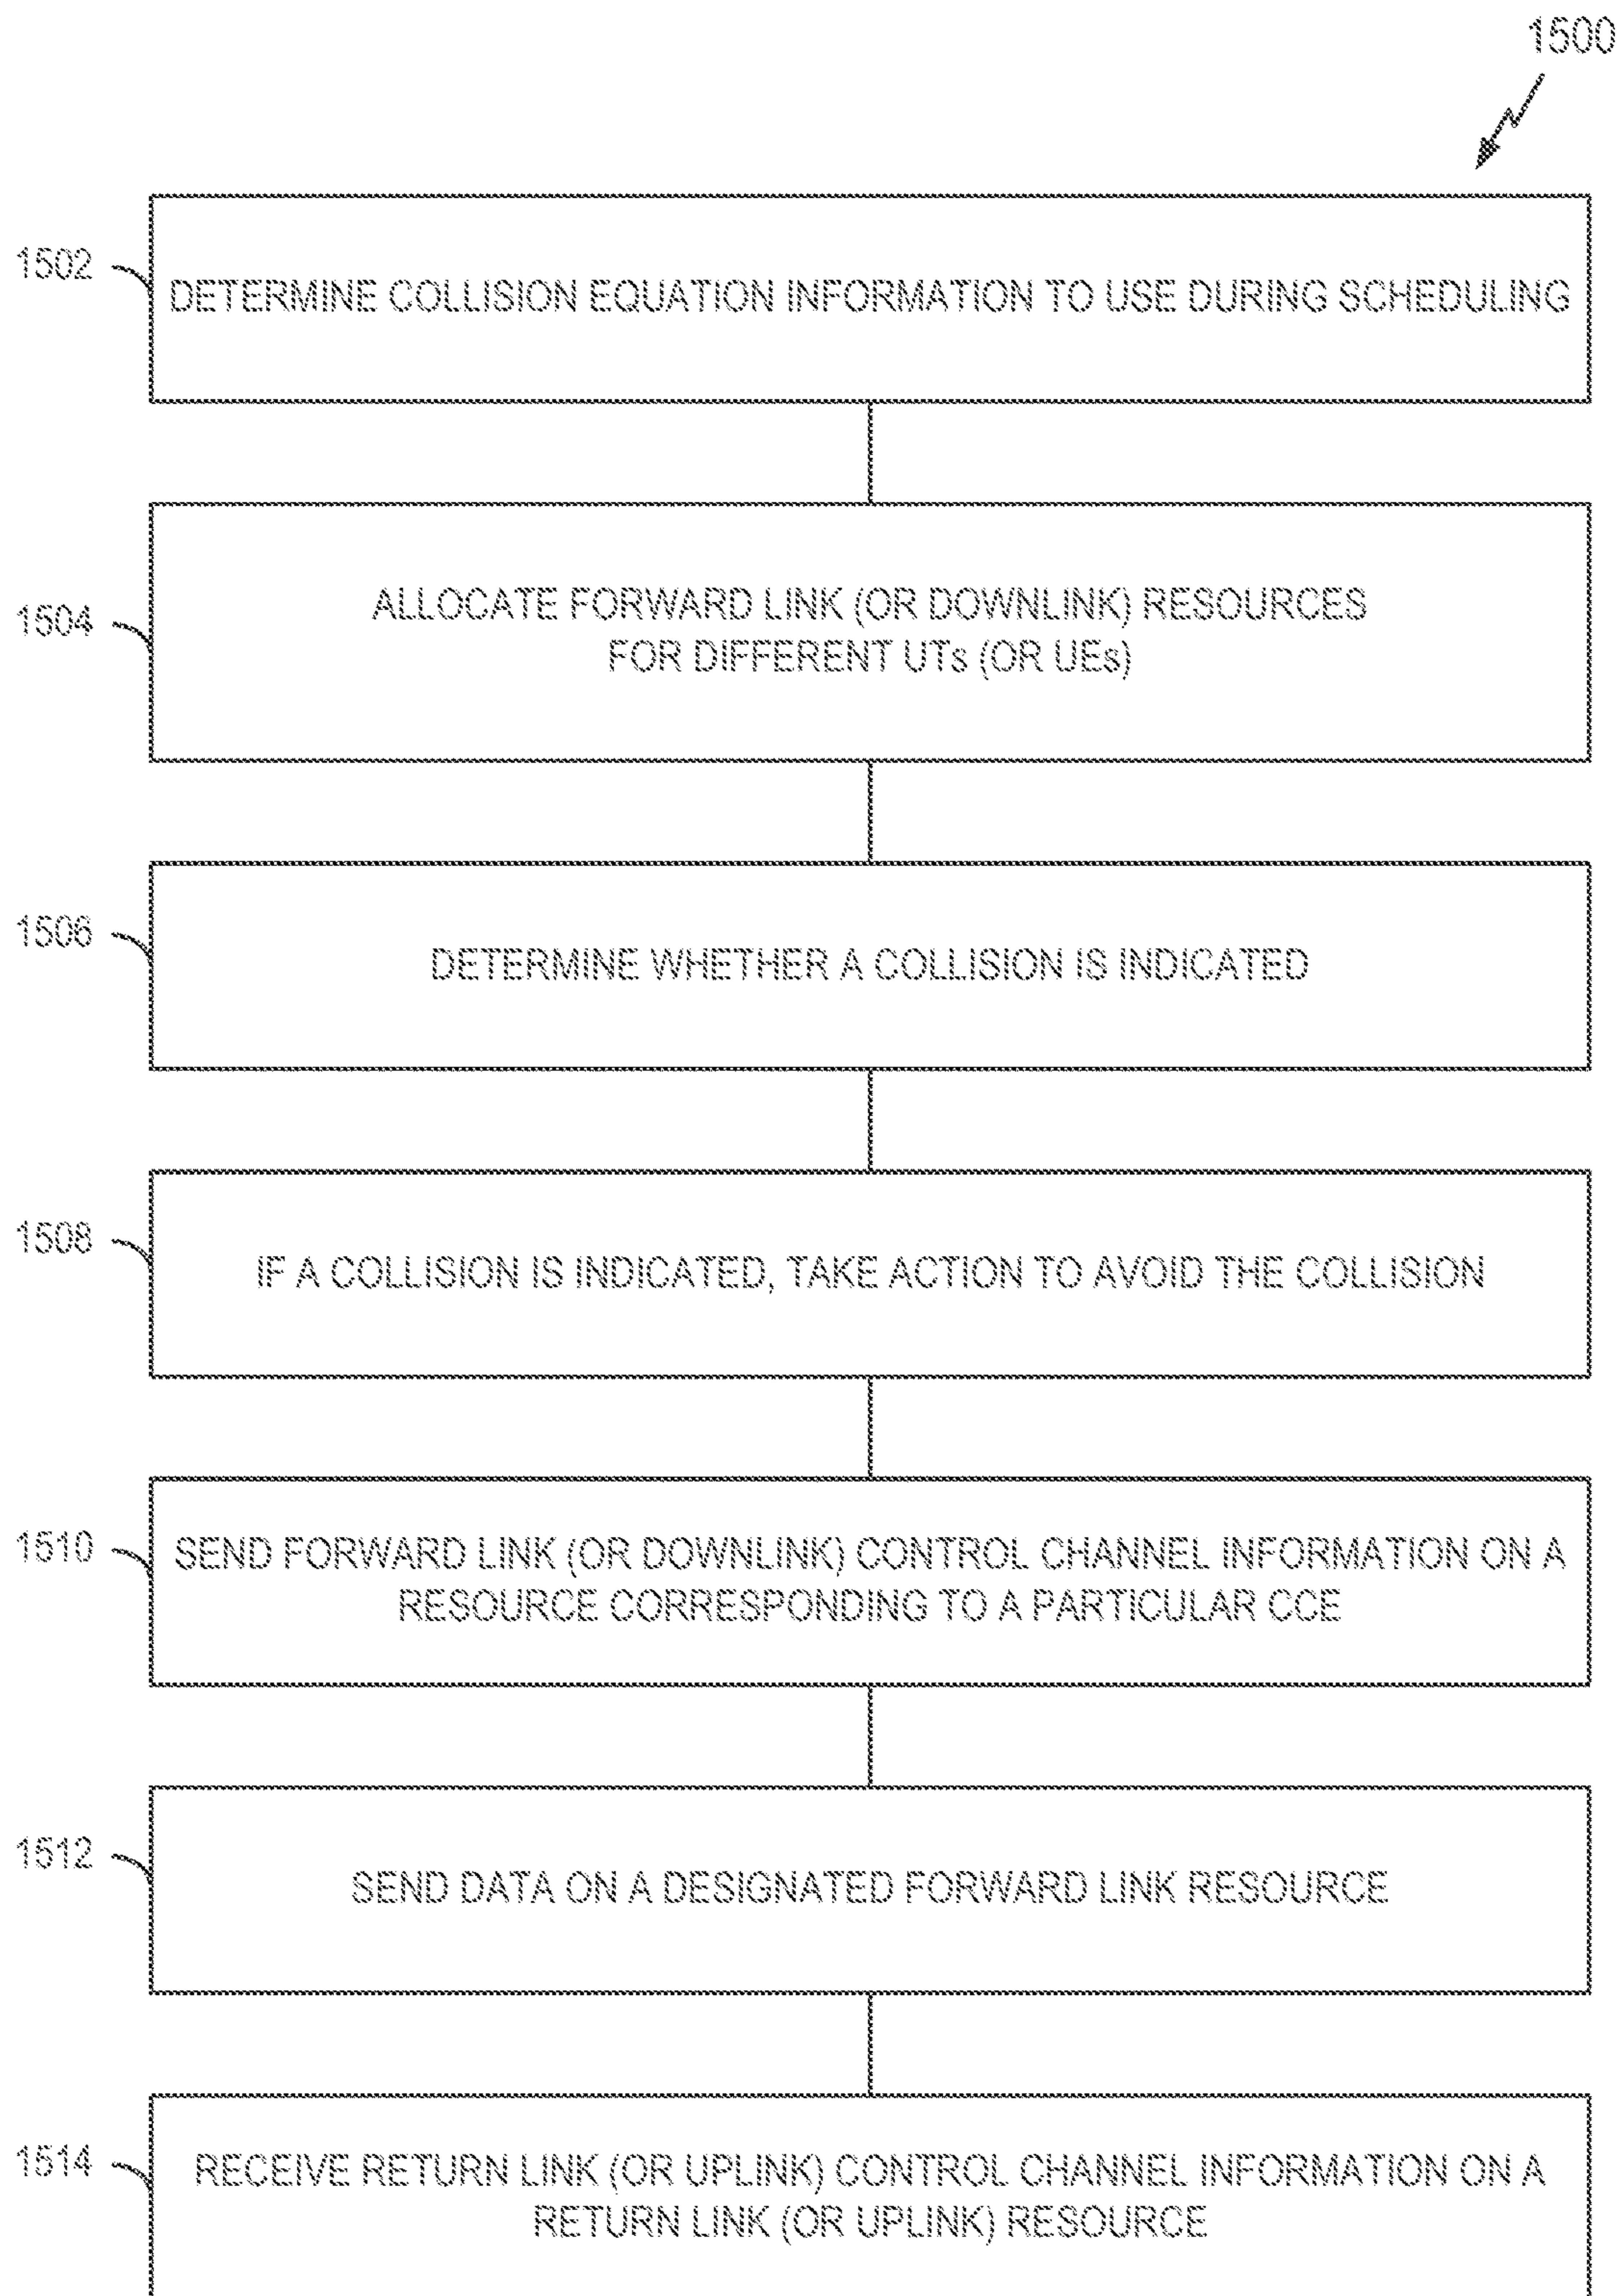 1500
1502
DETERMINE COLLISION EQUATION INFORMATION TO USE DURING SCHEDULING
1504
ALLOCATE FORWARD LINK (OR DOWNLINK) RESOURCES
FOR DIFFERENT UTs (OR UEs)
1506
DETERMINE WHETHER A COLLISION IS INDICATED
1508
IF A COLLISION IS INDICATED, TAKE ACTION TO AVOID THE COLLISION
1510
SEND FORWARD LINK (OR DOWNLINK) CONTROL CHANNEL INFORMATION ON A
RESOURCE CORRESPONDING TO A PARTICULAR CCE
1512
SEND DATA ON A DESIGNATED FORWARD LINK RESOURCE
1514
RECEIVE RETURN LINK (OR UPLINK) CONTROL CHANNEL INFORMATION ON A
RETURN LINK (OR UPLINK) RESOURCE